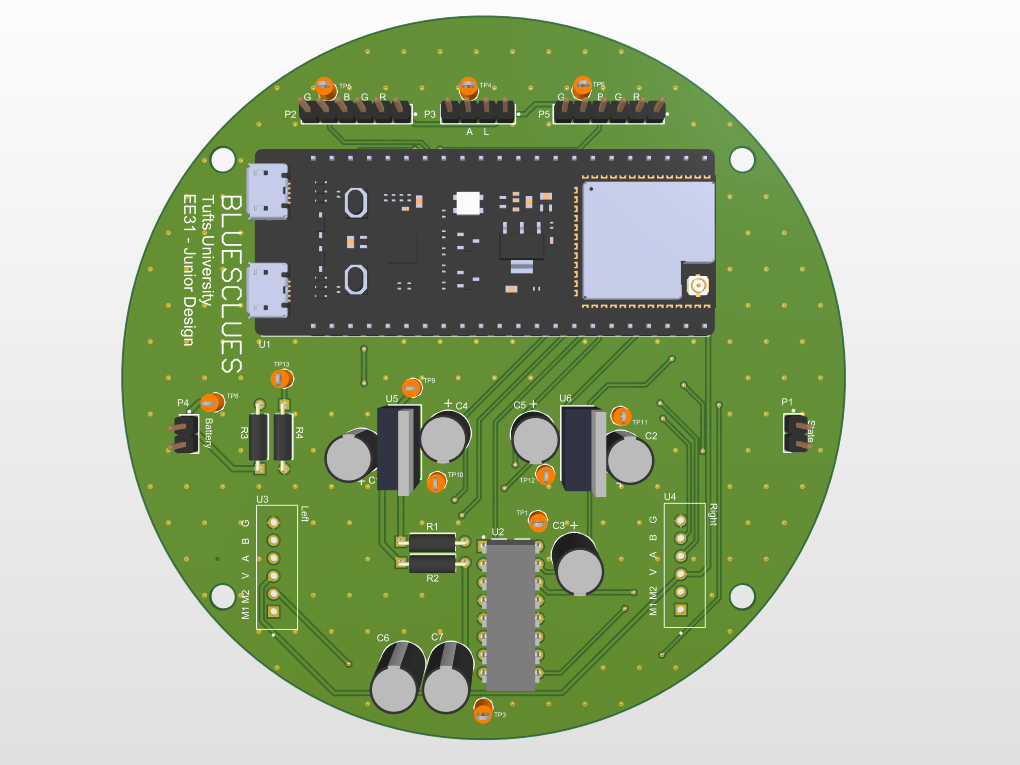 TP5
TP4
TP6
G B G R
G R G R
P2
P3
P5
A L
BLUESCLUES
Tufts University
EE31 - Junior Design
U1
TP13
TP9
P4
TP8
U5
C4
C5
U6
P1
Battery
R3
R4
TP11
C2
Scale
+
+
+ C
TP10
TP12
U3
Left
U4
Right
TP1
C3 +
R1
U2
R2
G
B
A
V
M2
M1
G
B
A
V
M2
M1
C6
C7
TP3